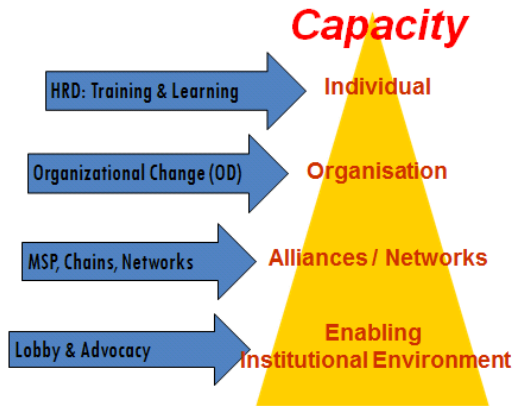 Capacity
HRD: Training & Learning
Individual
Organizational Change (OD)
Organisation
MSP, Chains, Networks
Alliances / Networks
Lobby & Advocacy
Enabling
Institutional Environment